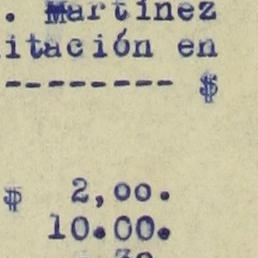 . Martinez
itación en
-------- $
$ 2,oo.
10.00.